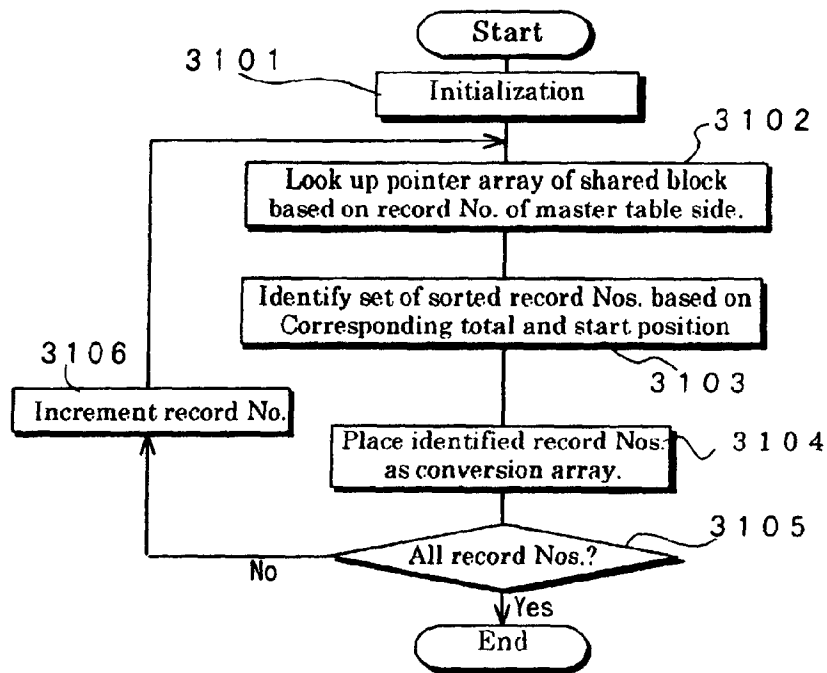 Start
3101
Initialization
3102
Look up pointer array of shared block
based on record No. of master table side.
Identify set of sorted record Nos. based on
Corresponding total and start position
3103
3106
Increment record No.
Place identified record Nos.
as conversion array.
3104
3105
All record Nos.?
No
Yes
End